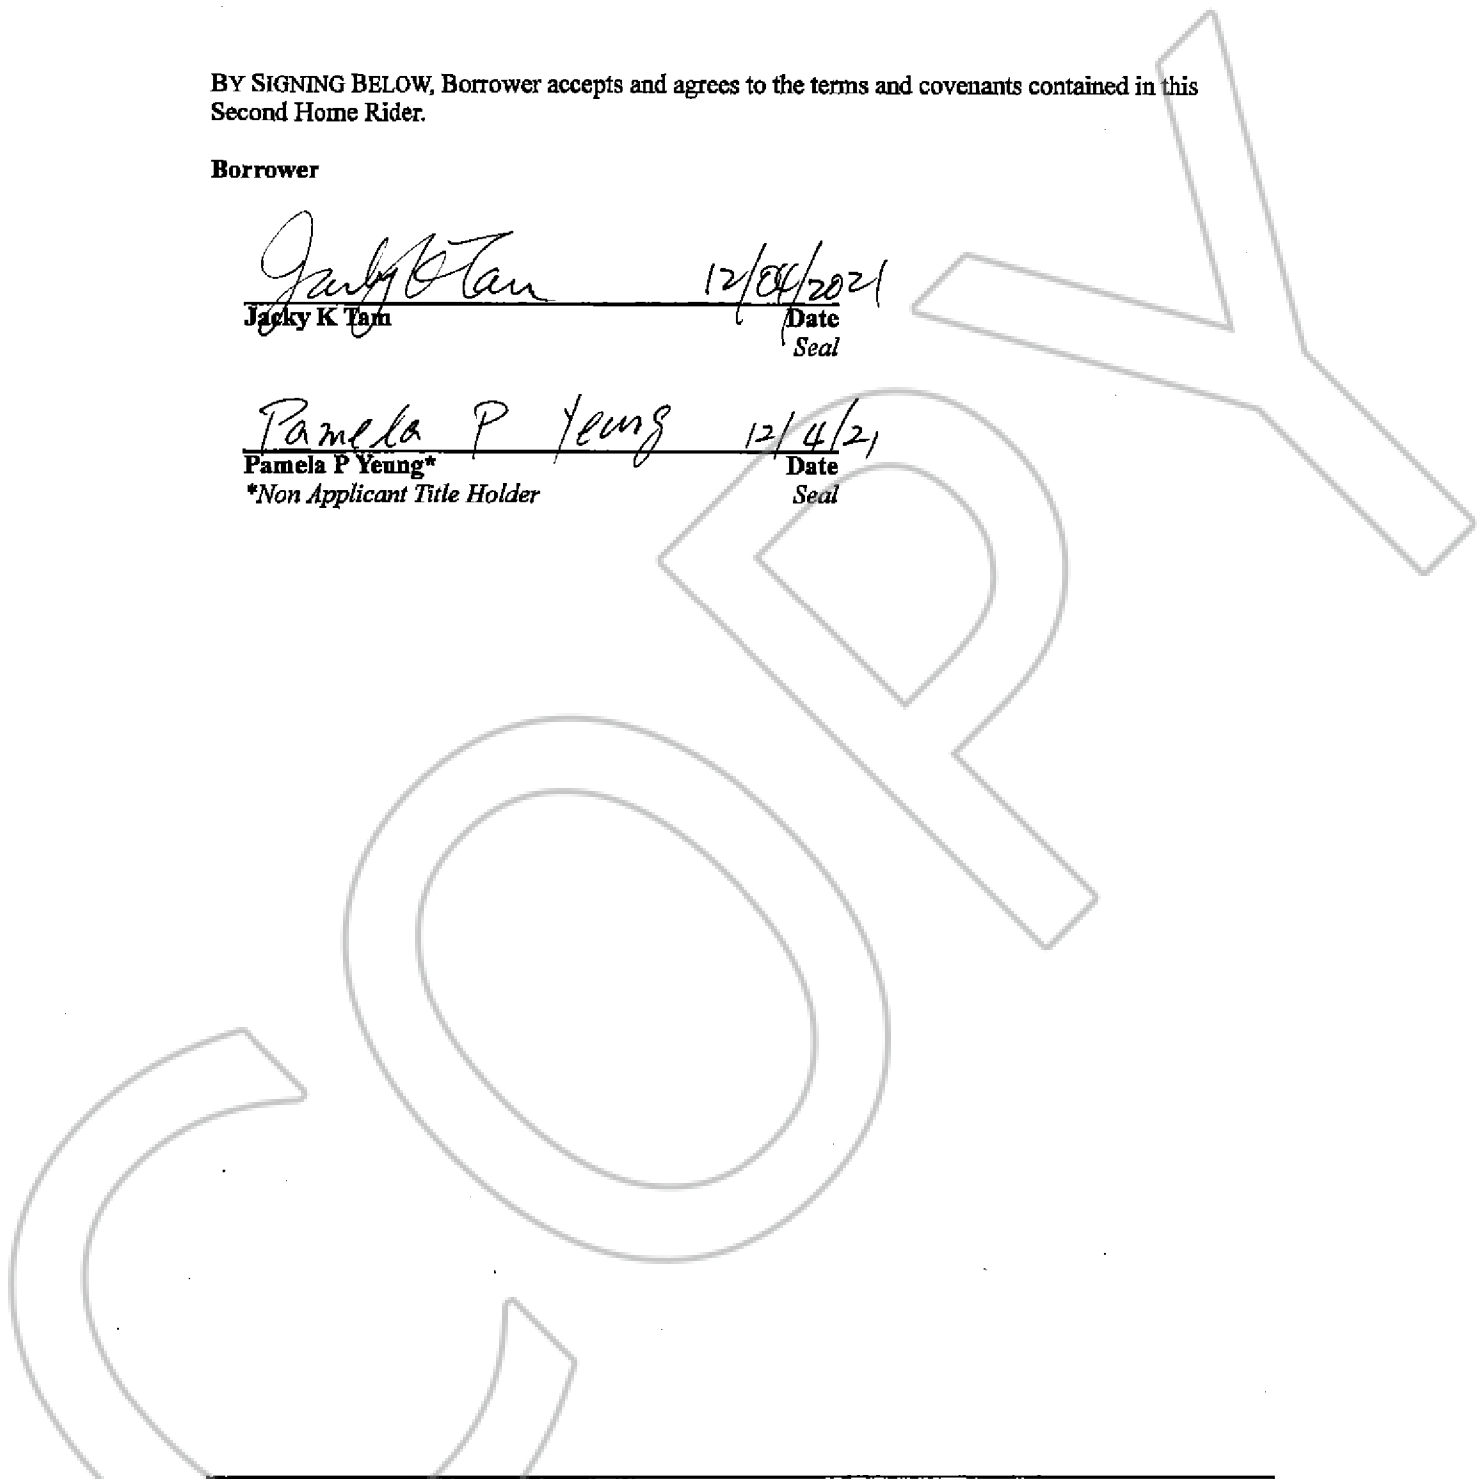 BY SIGNING BELOW, Borrower accepts and agrees to the terms and covenants contained in this
Second Home Rider.
Borrower
Jacky K Tam 12/04/2021
Jacky K Tam Date
Seal
Pamela P Yeung 12/4/21
Pamela P Yeung* Date
*Non Applicant Title Holder Seal
COPY